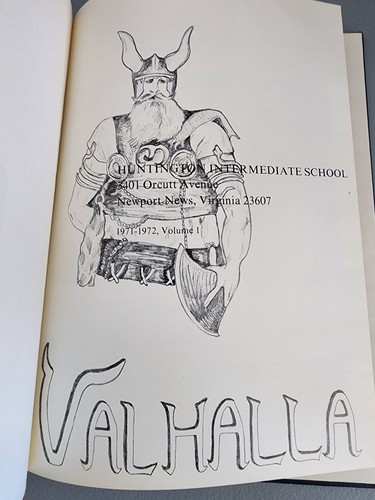 HUNTINGTON INTERMEDIATE SCHOOL
3401 Orcutt Avenue
Newport News, Virginia 23607
1971-1972, Volume 1
VALHALLA